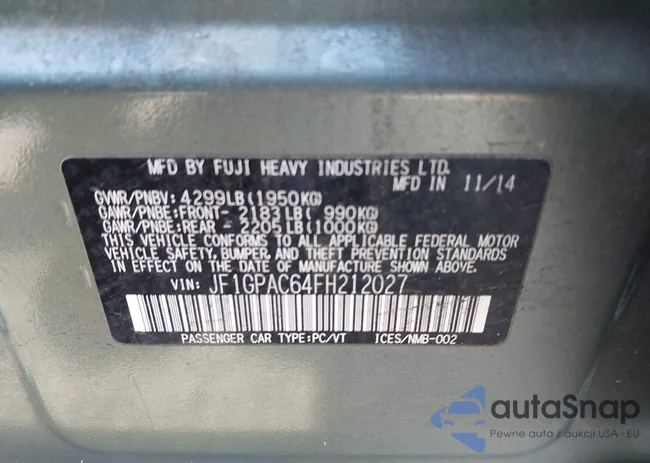 MFD BY FUJI HEAVY INDUSTRIES LTD.
MFD IN 11/14
GVWR/PNBV: 4299LB(1950KG)
GAWR/PNBE:FRONT- 2183LB( 990KG)
GAWR/PNBE:REAR - 2205LB(1000KG)
THIS VEHICLE CONFORMS TO ALL APPLICABLE FEDERAL MOTOR
VEHICLE SAFETY, BUMPER, AND THEFT PREVENTION STANDARDS
IN EFFECT ON THE DATE OF MANUFACTURE SHOWN ABOVE.
VIN: JF1GPAC64FH212027
PASSENGER CAR TYPE:PC/VT ICES/NMB-002
autaSnap
Pewne auta z aukcji USA i EU